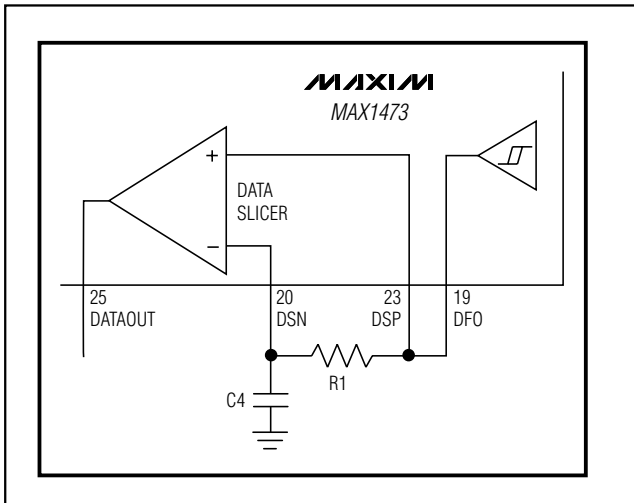 MAXIM
MAX1473
+
DATA
SLICER
−
25
DATAOUT
20
DSN
23
DSP
19
DFO
R1
C4